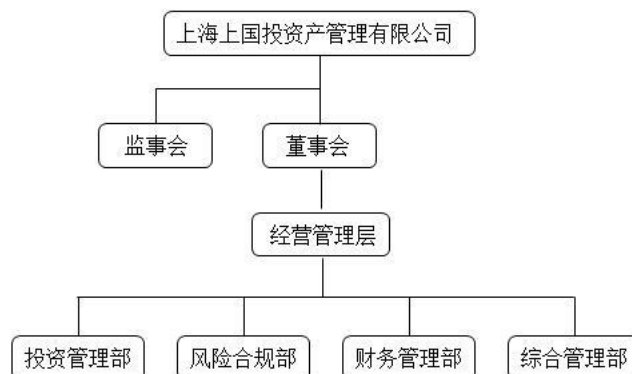 上海上国投资产管理有限公司
监事会
董事会
经营管理层
投资管理部
风险合规部
财务管理部
综合管理部